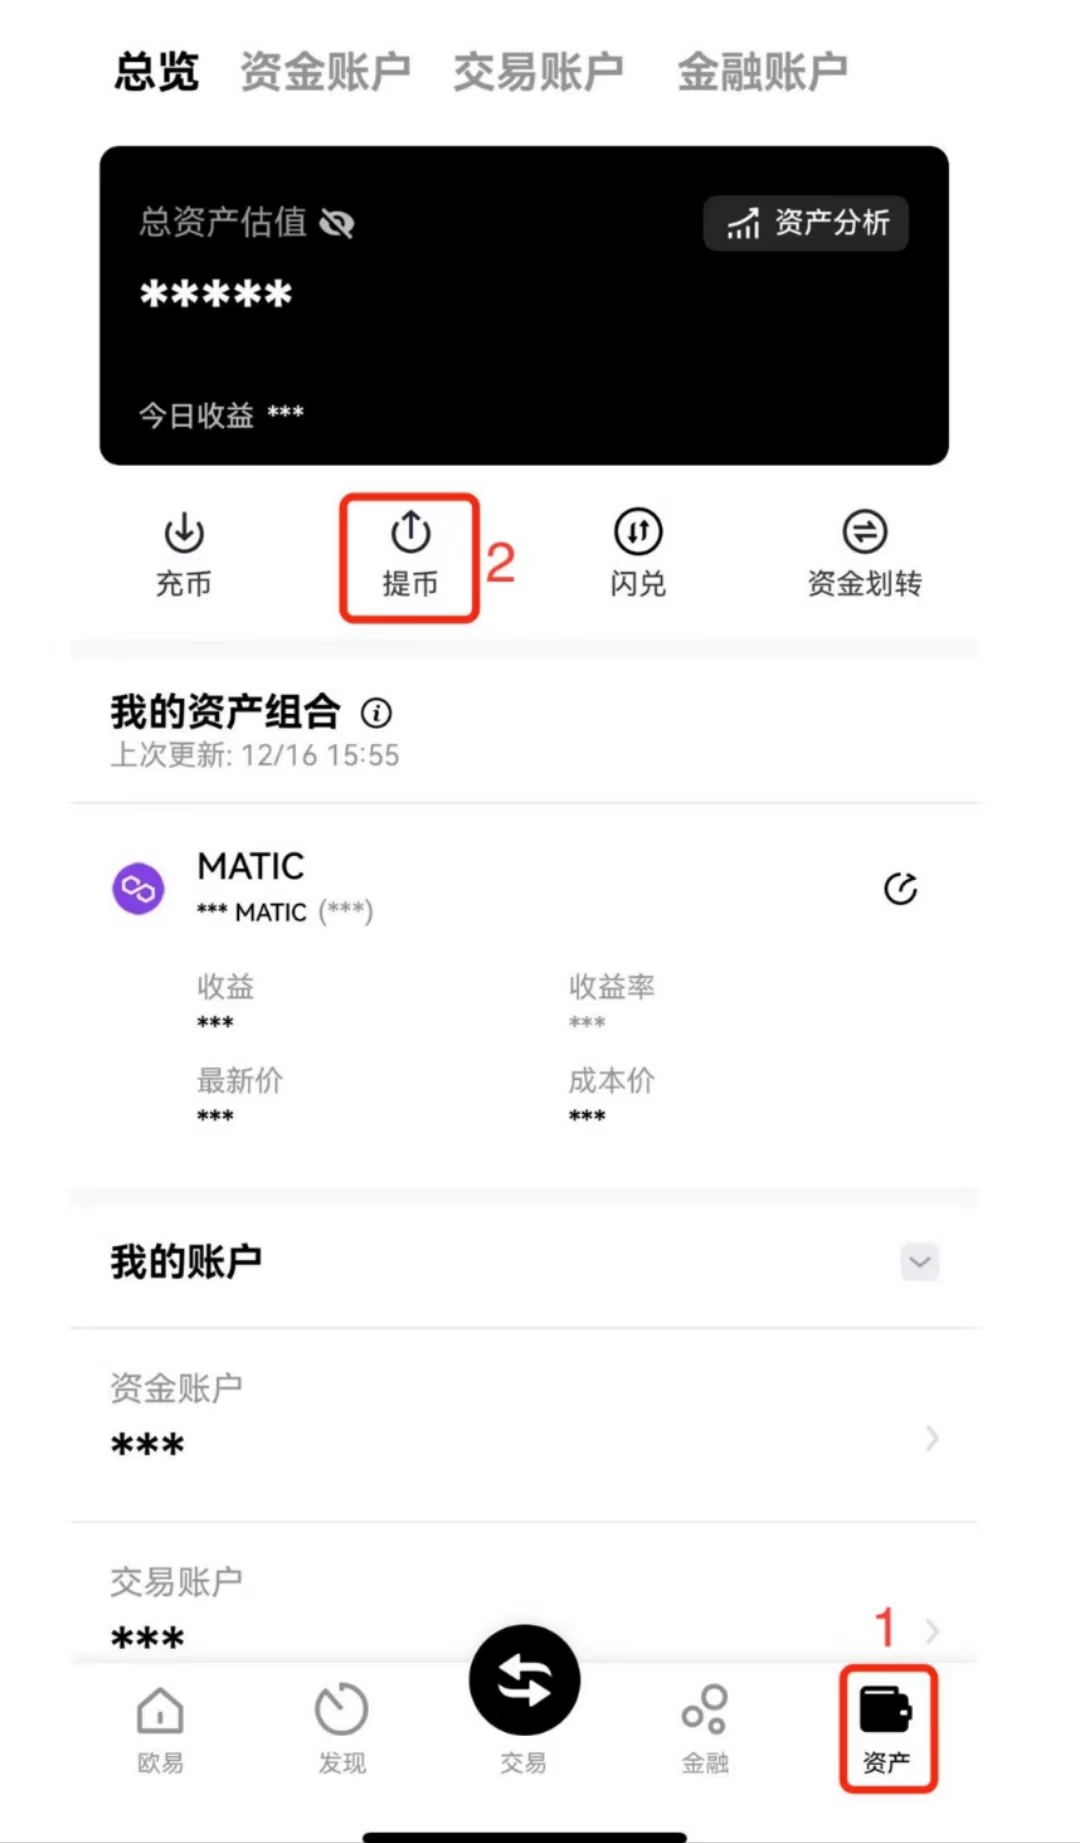 总览 资金账户 交易账户 金融账户
总资产估值 资产分析
*****
今日收益 ***
充币 提币 2 闪兑 资金划转
我的资产组合
上次更新: 12/16 15:55
MATIC
*** MATIC (***)
收益 收益率
*** ***
最新价 成本价
*** ***
我的账户
资金账户
***
交易账户
1
***
欧易 发现 交易 金融 资产